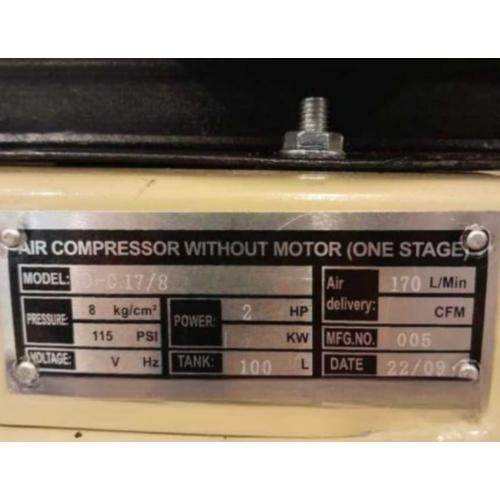 AIR COMPRESSOR WITHOUT MOTOR (ONE STAGE)
MODEL: -0.17/8
PRESSURE: 8 kg/cm²
115 PSI
VOLTAGE: V Hz
POWER: 2 HP
KW
TANK: 100 L
Air delivery: 170 L/Min
CFM
MFG.NO. 005
DATE 22/09